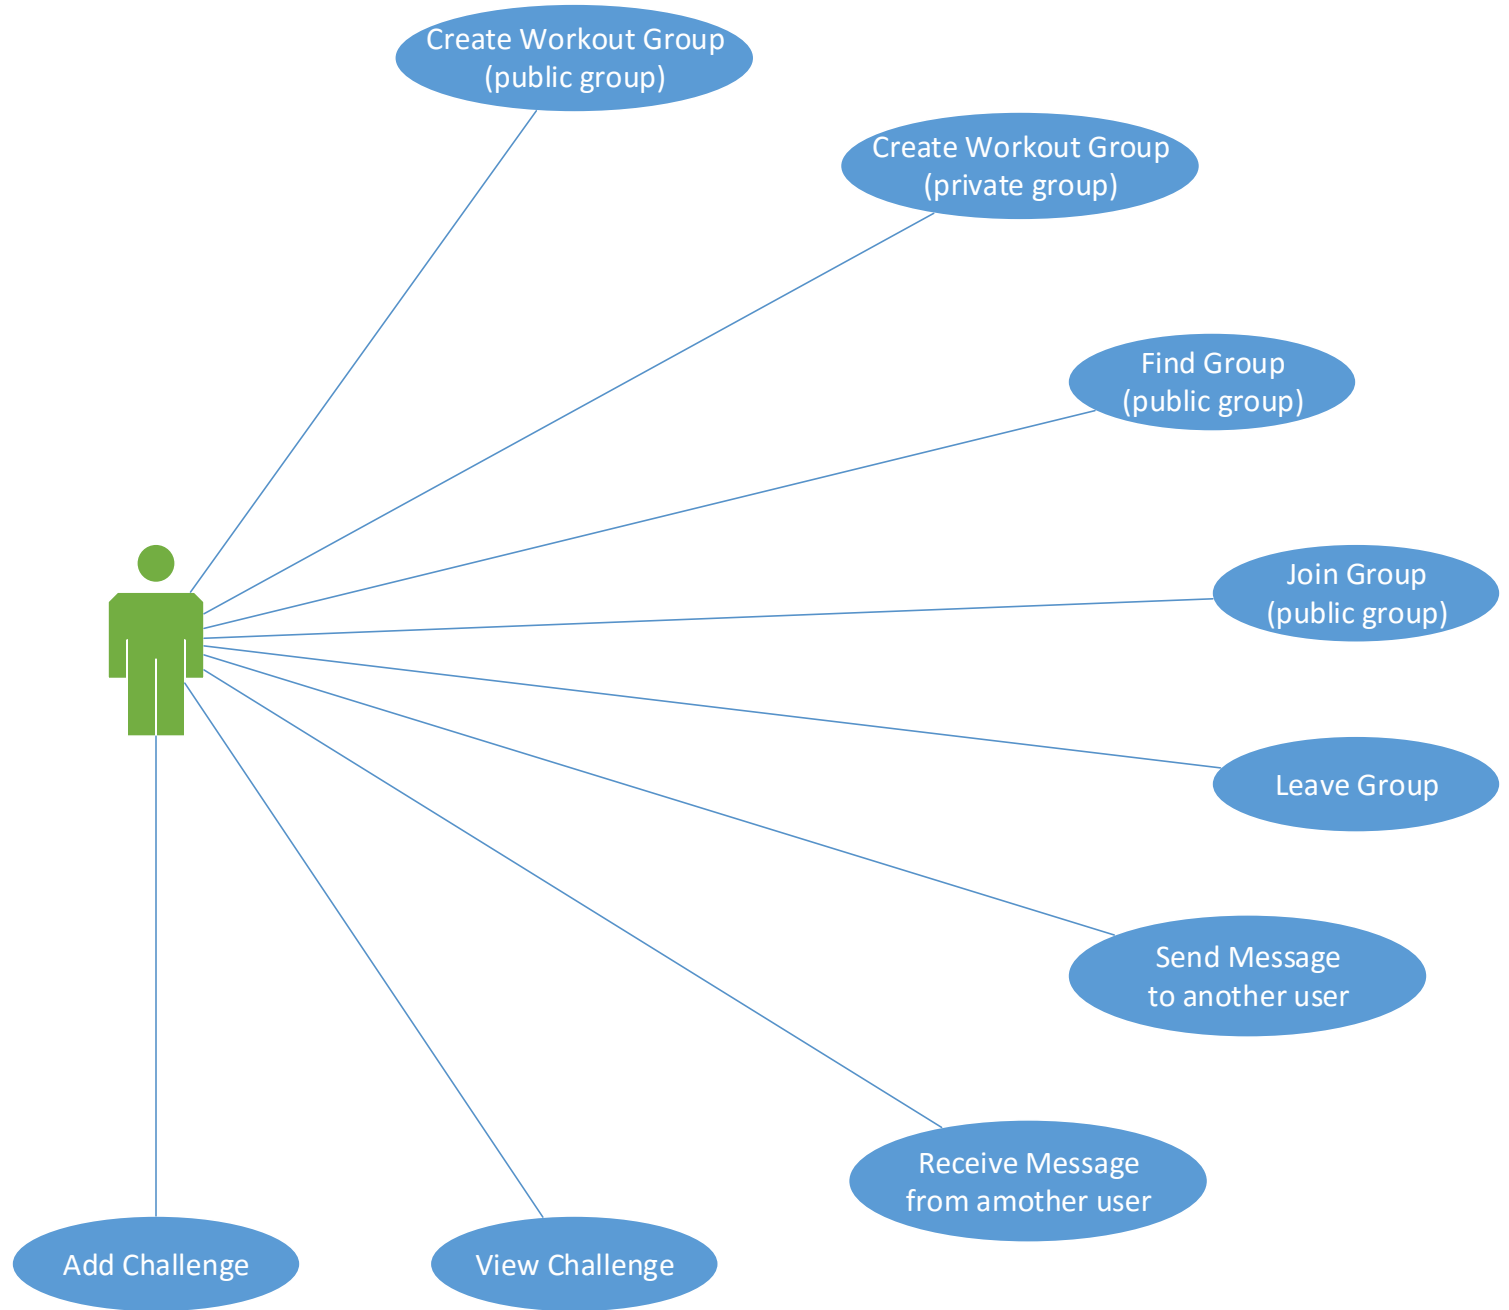 Create Workout Group
(public group)
Create Workout Group
(private group)
Find Group
(public group)
Join Group
(public group)
Leave Group
Send Message
to another user
Receive Message
from amother user
Add Challenge
View Challenge